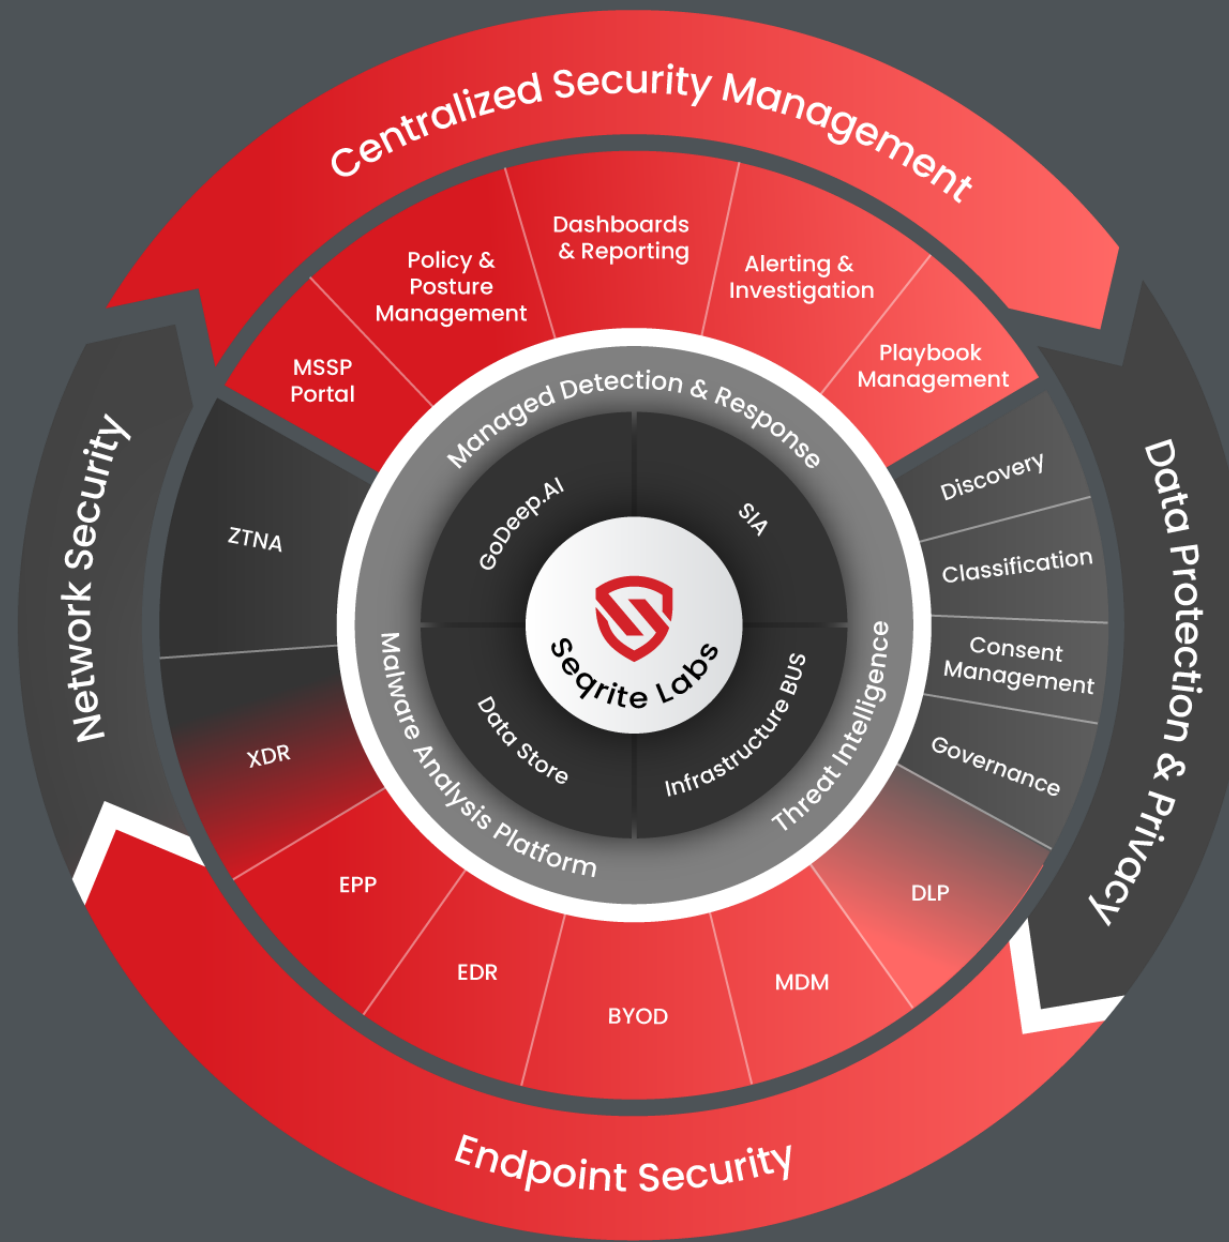 Centralized Security Management
Dashboards
& Reporting
Policy &
Posture
Management
Alerting &
Investigation
MSSP
Portal
Playbook
Management
Managed Detection & Response
Network Security
Data Protection & Privacy
Discovery
Classification
Consent
Management
Governance
ZTNA
XDR
GoDeep.AI
SIA
Seqrite Labs
Data Store
Infrastructure BUS
Malware Analysis Platform
Threat Intelligence
EPP
EDR
BYOD
MDM
DLP
Endpoint Security